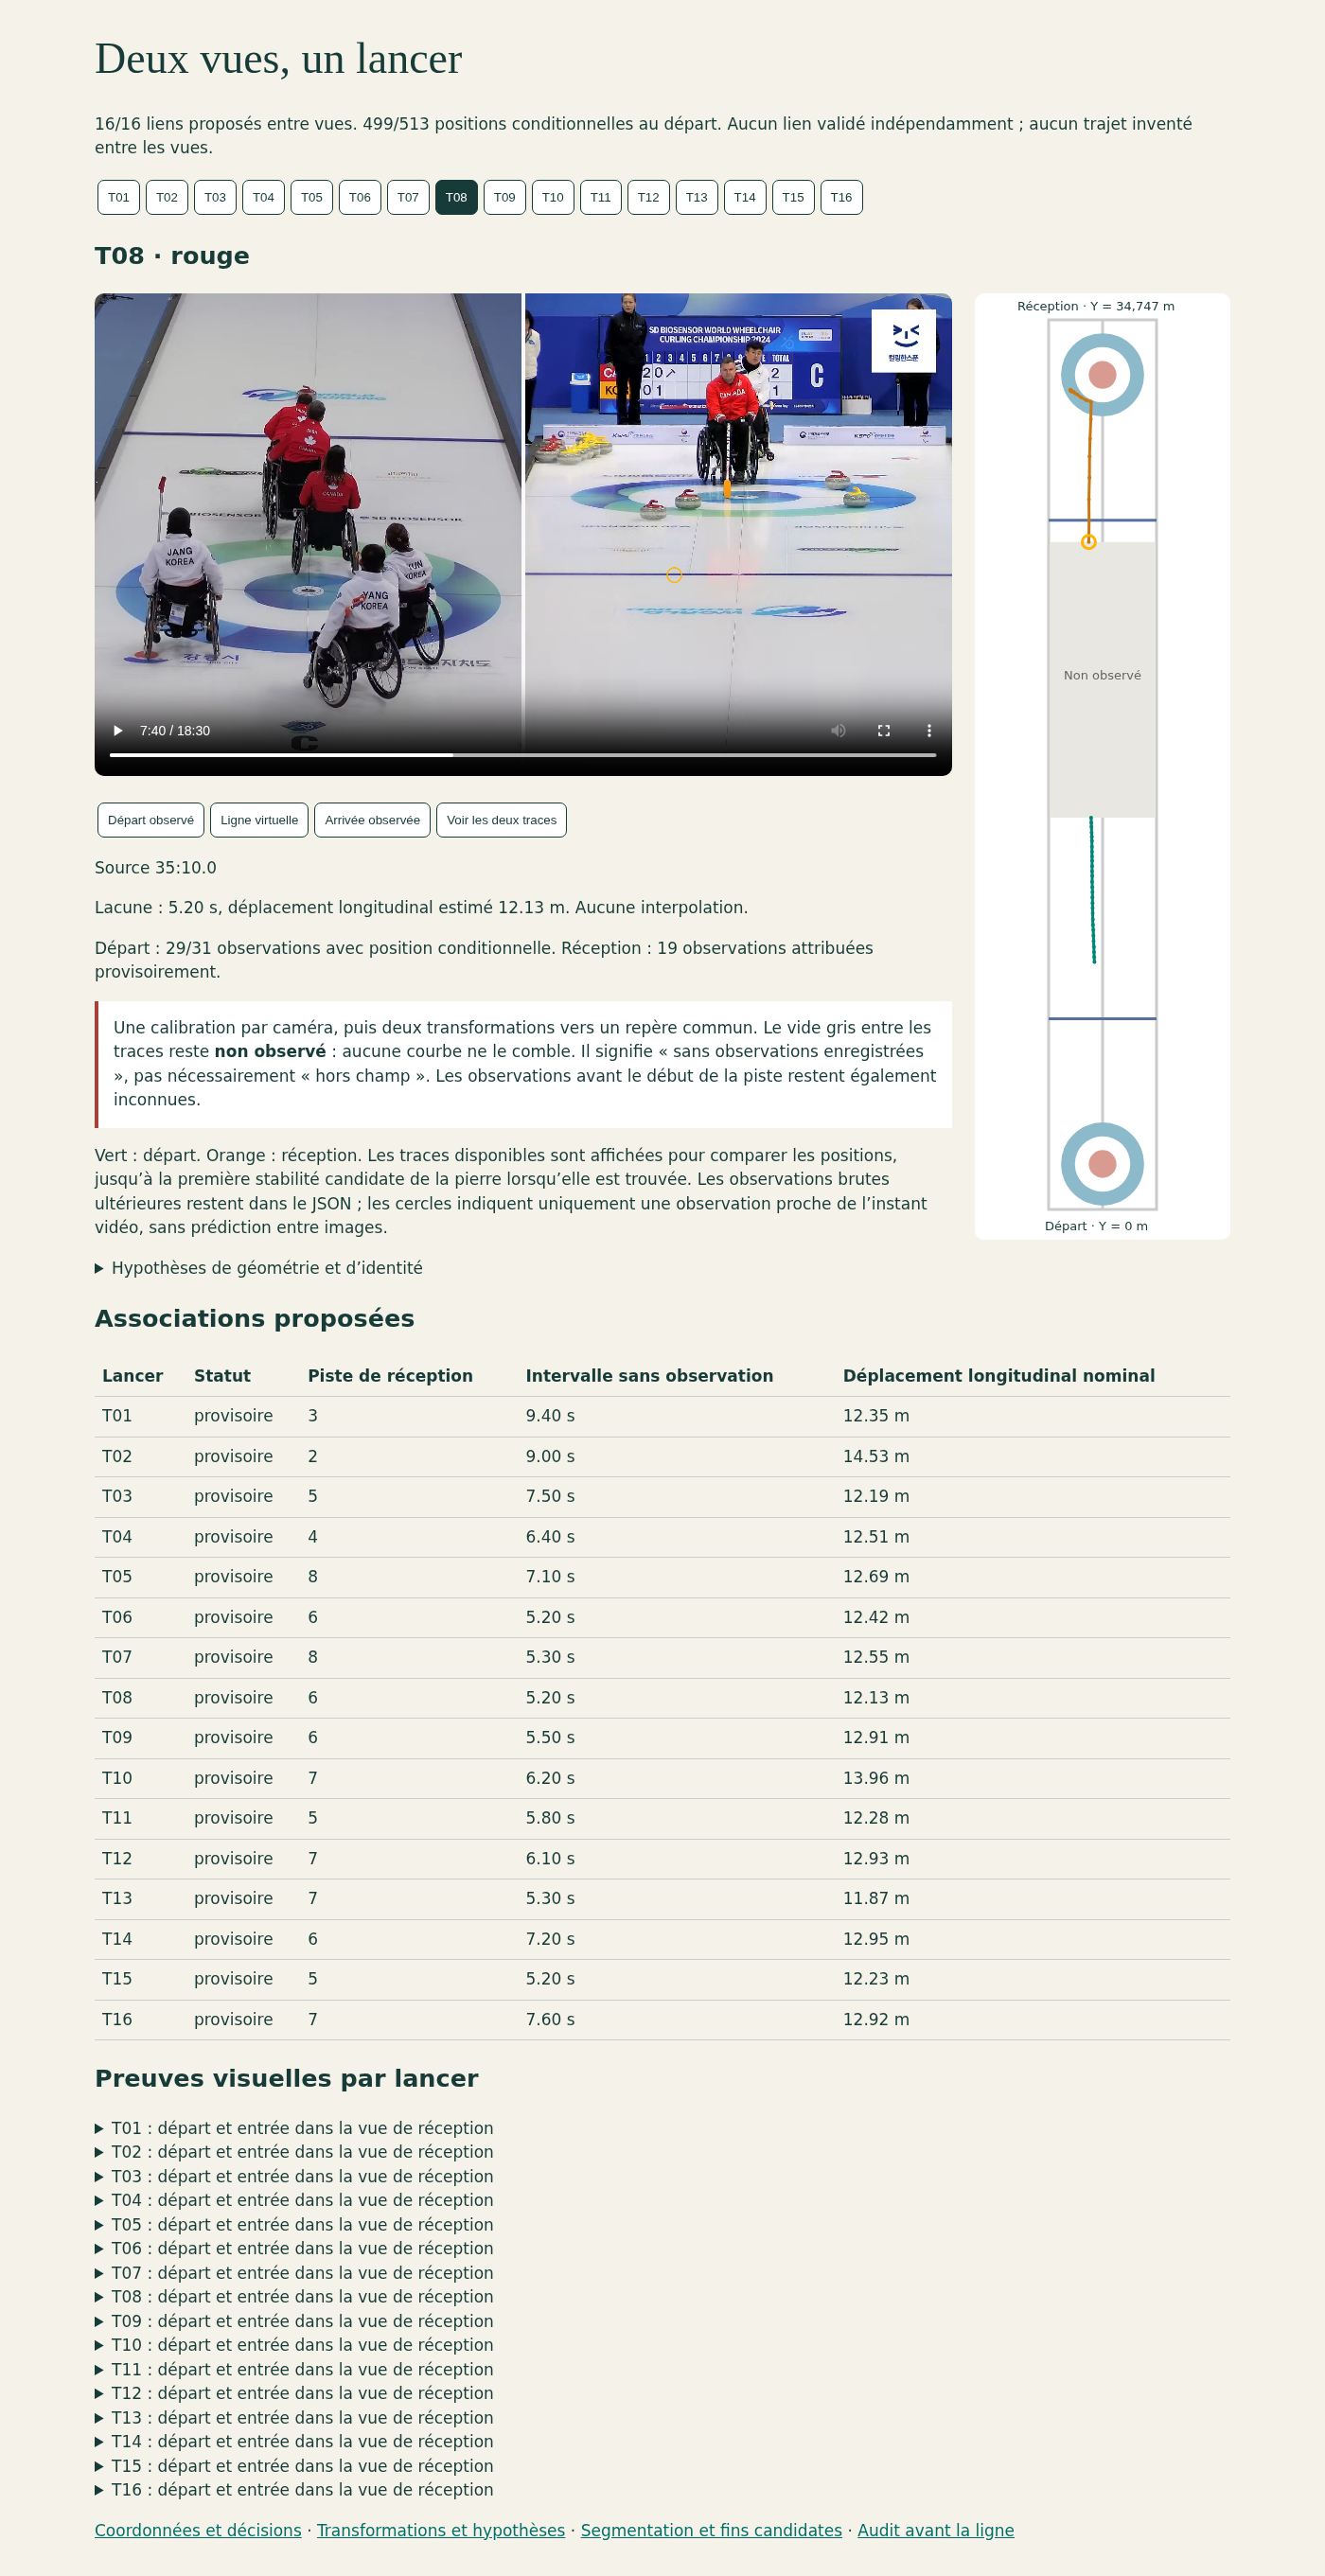 Deux vues, un lancer
16/16 liens proposés entre vues. 499/513 positions conditionnelles au départ. Aucun lien validé indépendamment ; aucun trajet inventé
entre les vues.
T01 T02 T03 T04 T05 T06 T07 T08 T09 T10 T11 T12 T13 T14 T15 T16
T08 · rouge
SD BIOSENSOR WORLD WHEELCHAIR
CURLING CHAMPIONSHIP 2024
TOTAL
C
CANADA
CANADA
SD BIOSENSOR
JANG
KOREA
YANG
KOREA
KOREA
7:40 / 18:30
Réception · Y = 34,747 m
Non observé
Départ · Y = 0 m
Départ observé
Ligne virtuelle
Arrivée observée
Voir les deux traces
Source 35:10.0
Lacune : 5.20 s, déplacement longitudinal estimé 12.13 m. Aucune interpolation.
Départ : 29/31 observations avec position conditionnelle. Réception : 19 observations attribuées
provisoirement.
Une calibration par caméra, puis deux transformations vers un repère commun. Le vide gris entre les
traces reste non observé : aucune courbe ne le comble. Il signifie « sans observations enregistrées
», pas nécessairement « hors champ ». Les observations avant le début de la piste restent également
inconnues.
Vert : départ. Orange : réception. Les traces disponibles sont affichées pour comparer les positions,
jusqu’à la première stabilité candidate de la pierre lorsqu’elle est trouvée. Les observations brutes
ultérieures restent dans le JSON ; les cercles indiquent uniquement une observation proche de l’instant
vidéo, sans prédiction entre images.
Hypothèses de géométrie et d’identité
Associations proposées
Lancer Statut Piste de réception Intervalle sans observation Déplacement longitudinal nominal
T01 provisoire 3 9.40 s 12.35 m
T02 provisoire 2 9.00 s 14.53 m
T03 provisoire 5 7.50 s 12.19 m
T04 provisoire 4 6.40 s 12.51 m
T05 provisoire 8 7.10 s 12.69 m
T06 provisoire 6 5.20 s 12.42 m
T07 provisoire 8 5.30 s 12.55 m
T08 provisoire 6 5.20 s 12.13 m
T09 provisoire 6 5.50 s 12.91 m
T10 provisoire 7 6.20 s 13.96 m
T11 provisoire 5 5.80 s 12.28 m
T12 provisoire 7 6.10 s 12.93 m
T13 provisoire 7 5.30 s 11.87 m
T14 provisoire 6 7.20 s 12.95 m
T15 provisoire 5 5.20 s 12.23 m
T16 provisoire 7 7.60 s 12.92 m
Preuves visuelles par lancer
T01 : départ et entrée dans la vue de réception
T02 : départ et entrée dans la vue de réception
T03 : départ et entrée dans la vue de réception
T04 : départ et entrée dans la vue de réception
T05 : départ et entrée dans la vue de réception
T06 : départ et entrée dans la vue de réception
T07 : départ et entrée dans la vue de réception
T08 : départ et entrée dans la vue de réception
T09 : départ et entrée dans la vue de réception
T10 : départ et entrée dans la vue de réception
T11 : départ et entrée dans la vue de réception
T12 : départ et entrée dans la vue de réception
T13 : départ et entrée dans la vue de réception
T14 : départ et entrée dans la vue de réception
T15 : départ et entrée dans la vue de réception
T16 : départ et entrée dans la vue de réception
Coordonnées et décisions · Transformations et hypothèses · Segmentation et fins candidates · Audit avant la ligne